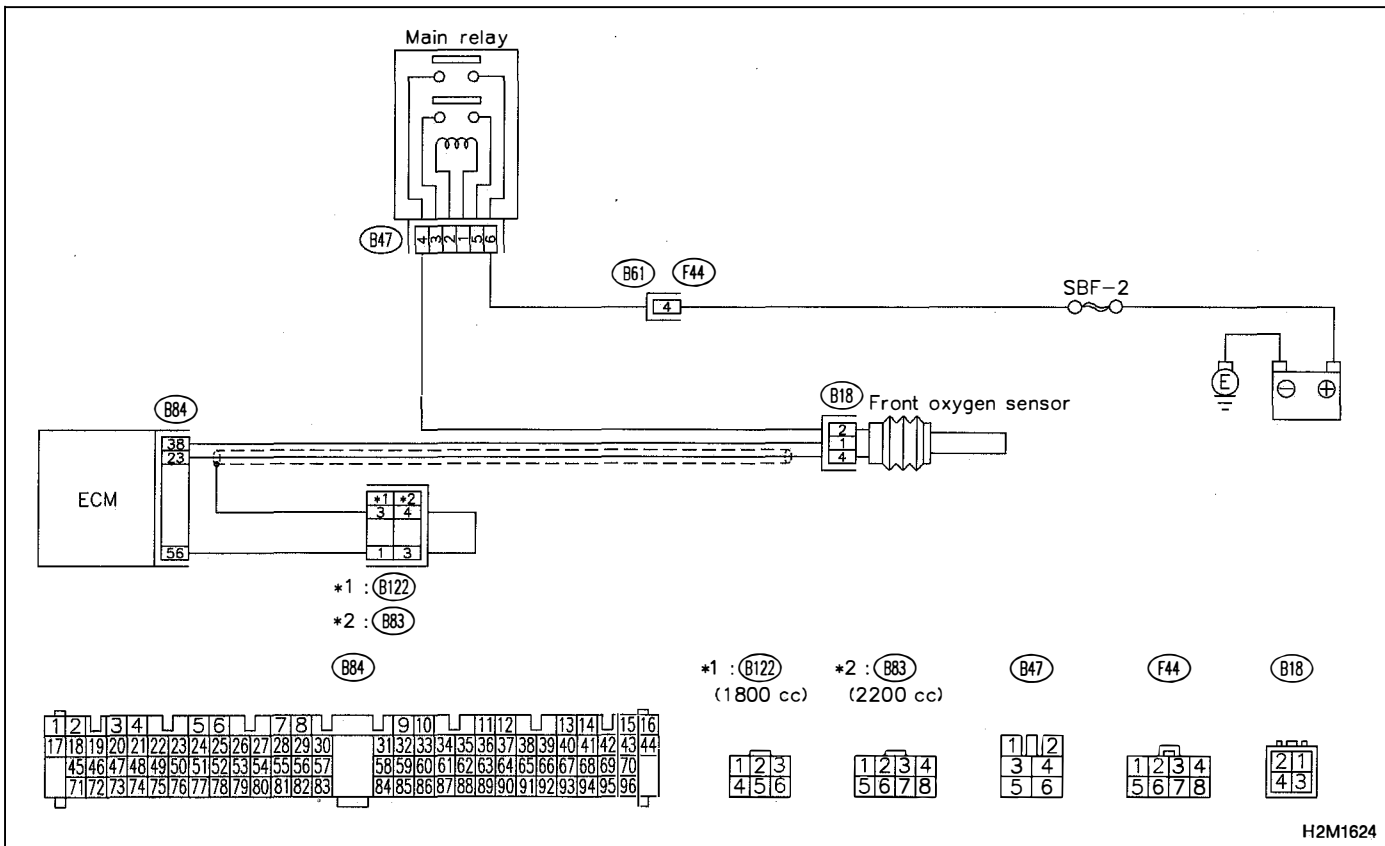 Main relay
B47
4 3 2 1 5 6
B61 F44
4
SBF-2
E
⊖ ⊕
B84
38
23
ECM
56
B18
Front oxygen sensor
2
1
4
*1 *2
3 4
1 3
*1 : B122
*2 : B83
B84
1 2 3 4 5 6 7 8 9 10 11 12 13 14 15 16
17 18 19 20 21 22 23 24 25 26 27 28 29 30 31 32 33 34 35 36 37 38 39 40 41 42 43 44
45 46 47 48 49 50 51 52 53 54 55 56 57 58 59 60 61 62 63 64 65 66 67 68 69 70
71 72 73 74 75 76 77 78 79 80 81 82 83 84 85 86 87 88 89 90 91 92 93 94 95 96
*1 : B122
(1800 cc)
1 2 3
4 5 6
*2 : B83
(2200 cc)
1 2 3 4
5 6 7 8
B47
1 2
3 4
5 6
F44
1 2 3 4
5 6 7 8
B18
2 1
4 3
H2M1624